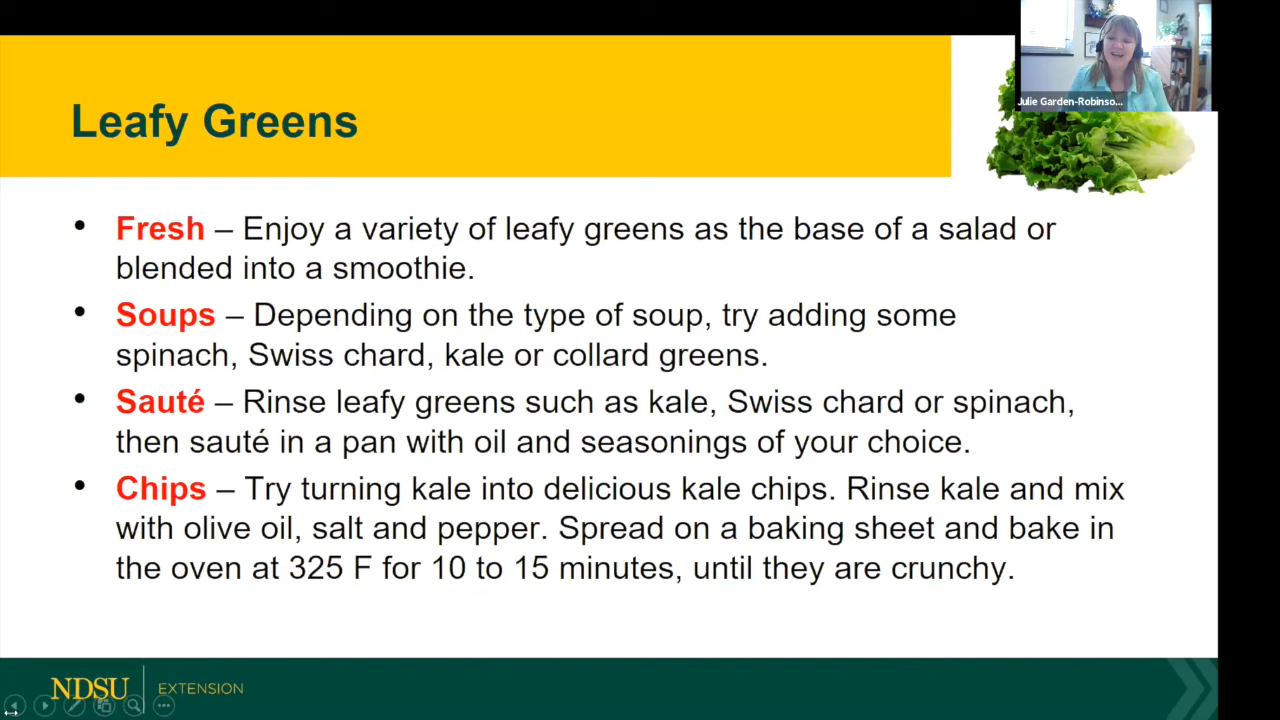 Julie Garden-Robinso...
Leafy Greens
• Fresh – Enjoy a variety of leafy greens as the base of a salad or
blended into a smoothie.
• Soups – Depending on the type of soup, try adding some
spinach, Swiss chard, kale or collard greens.
• Sauté – Rinse leafy greens such as kale, Swiss chard or spinach,
then sauté in a pan with oil and seasonings of your choice.
• Chips – Try turning kale into delicious kale chips. Rinse kale and mix
with olive oil, salt and pepper. Spread on a baking sheet and bake in
the oven at 325 F for 10 to 15 minutes, until they are crunchy.
NDSU EXTENSION